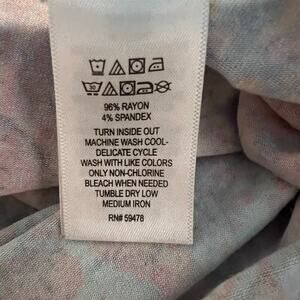 30
96% RAYON
4% SPANDEX
TURN INSIDE OUT
MACHINE WASH COOL-
DELICATE CYCLE
WASH WITH LIKE COLORS
ONLY NON-CHLORINE
BLEACH WHEN NEEDED
TUMBLE DRY LOW
MEDIUM IRON
RN# 59478